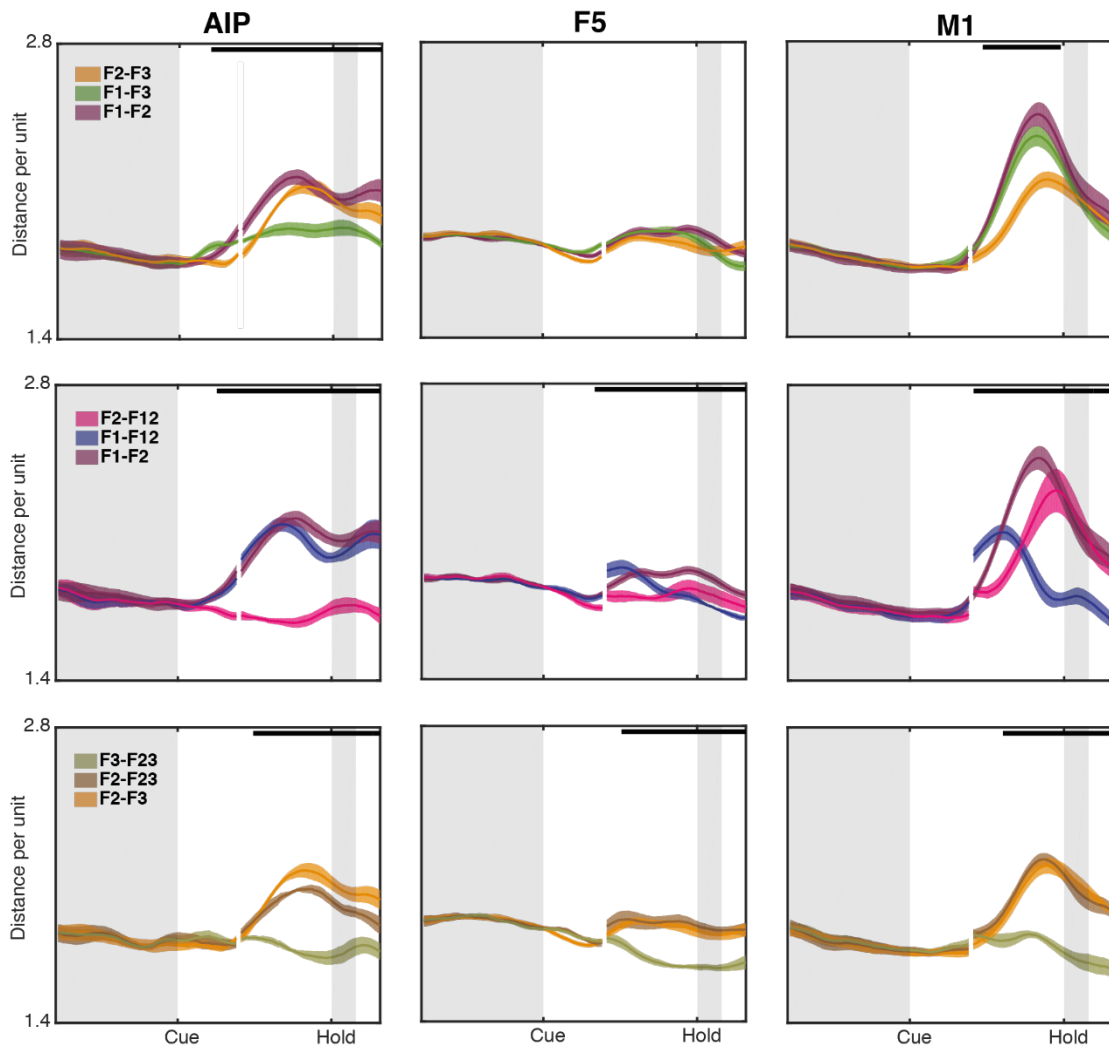 AIP F5 M1
2.8
F2-F3
F1-F3
F1-F2
Distance per unit
1.4
2.8
F2-F12
F1-F12
F1-F2
Distance per unit
1.4
2.8
F3-F23
F2-F23
F2-F3
Distance per unit
1.4
Cue Hold Cue Hold Cue Hold